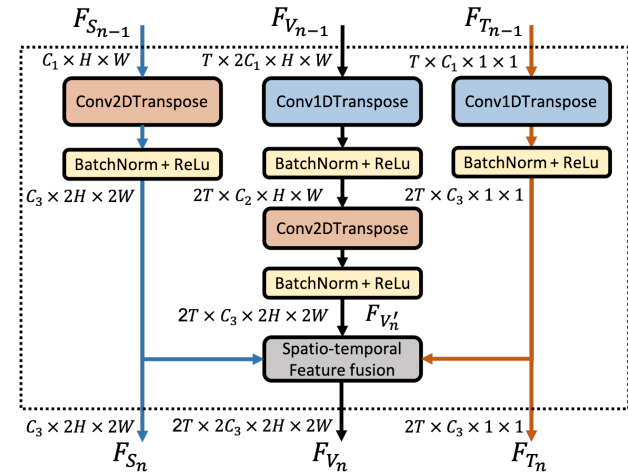 F_{S_{n-1}} F_{V_{n-1}} F_{T_{n-1}}
C_1 × H × W T × 2C_1 × H × W T × C_1 × 1 × 1
Conv2DTranspose Conv1DTranspose Conv1DTranspose
BatchNorm + ReLu BatchNorm + ReLu BatchNorm + ReLu
C_3 × 2H × 2W 2T × C_2 × H × W 2T × C_3 × 1 × 1
Conv2DTranspose
BatchNorm + ReLu
2T × C_3 × 2H × 2W F_{V_n'}
Spatio-temporal
Feature fusion
C_3 × 2H × 2W 2T × 2C_3 × 2H × 2W 2T × C_3 × 1 × 1
F_{S_n} F_{V_n} F_{T_n}